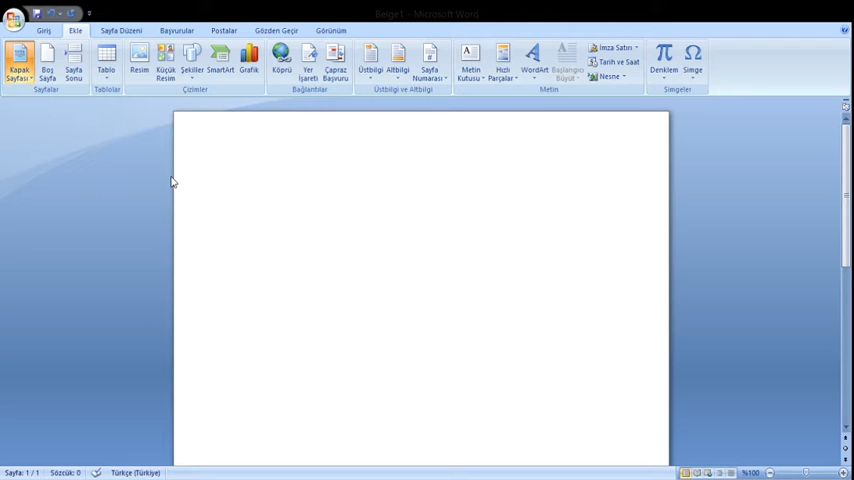 Belge1 - Microsoft Word
Giriş Ekle Sayfa Düzeni Başvurular Postalar Gözden Geçir Görünüm
Kapak Sayfası Boş Sayfa Sayfa Sonu
Tablo
Resim Küçük Resim Şekiller SmartArt Grafik
Köprü Yer İşareti Çapraz Başvuru
Üstbilgi Altbilgi Sayfa Numarası
Metin Kutusu Hızlı Parçalar WordArt Başlangıcı Büyüt
İmza Satırı
Tarih ve Saat
Nesne
Denklem Simge
Sayfalar Tablolar Çizimler Bağlantılar Üstbilgi ve Altbilgi Metin Simgeler
Sayfa: 1 / 1 Sözcük: 0 Türkçe (Türkiye) %100